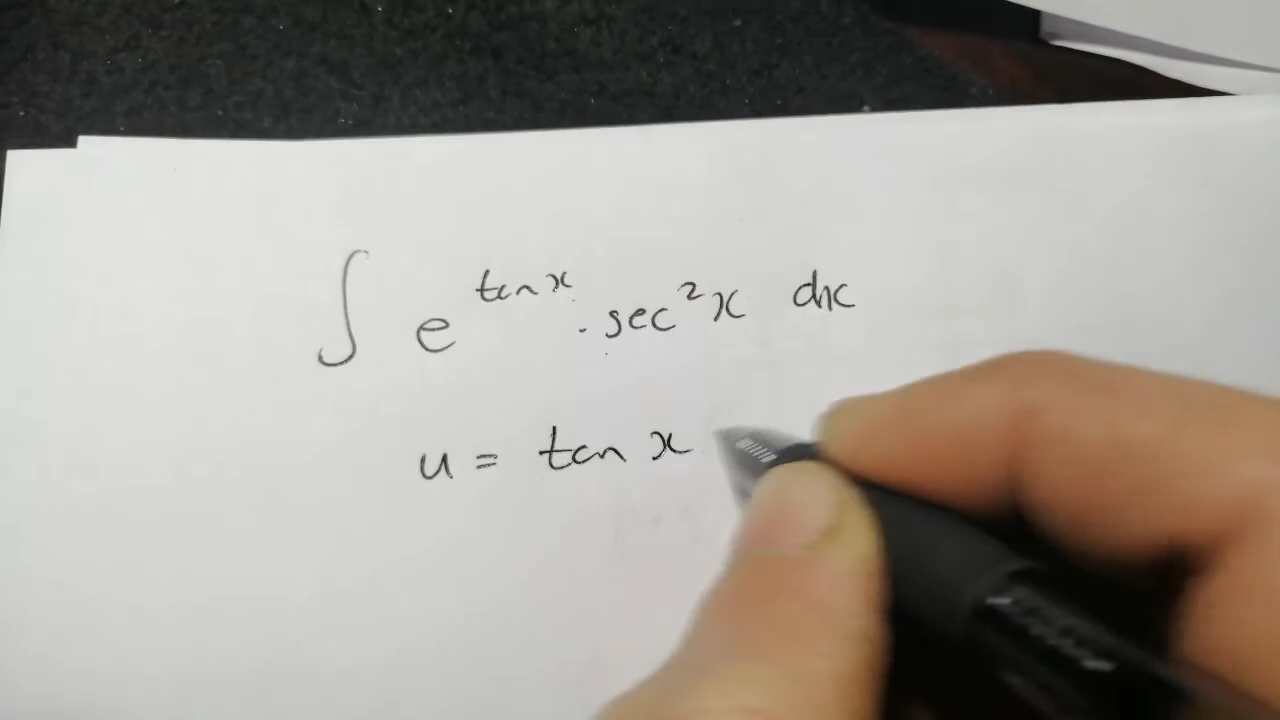 ∫ e^tan x · sec²x dx
u = tan x